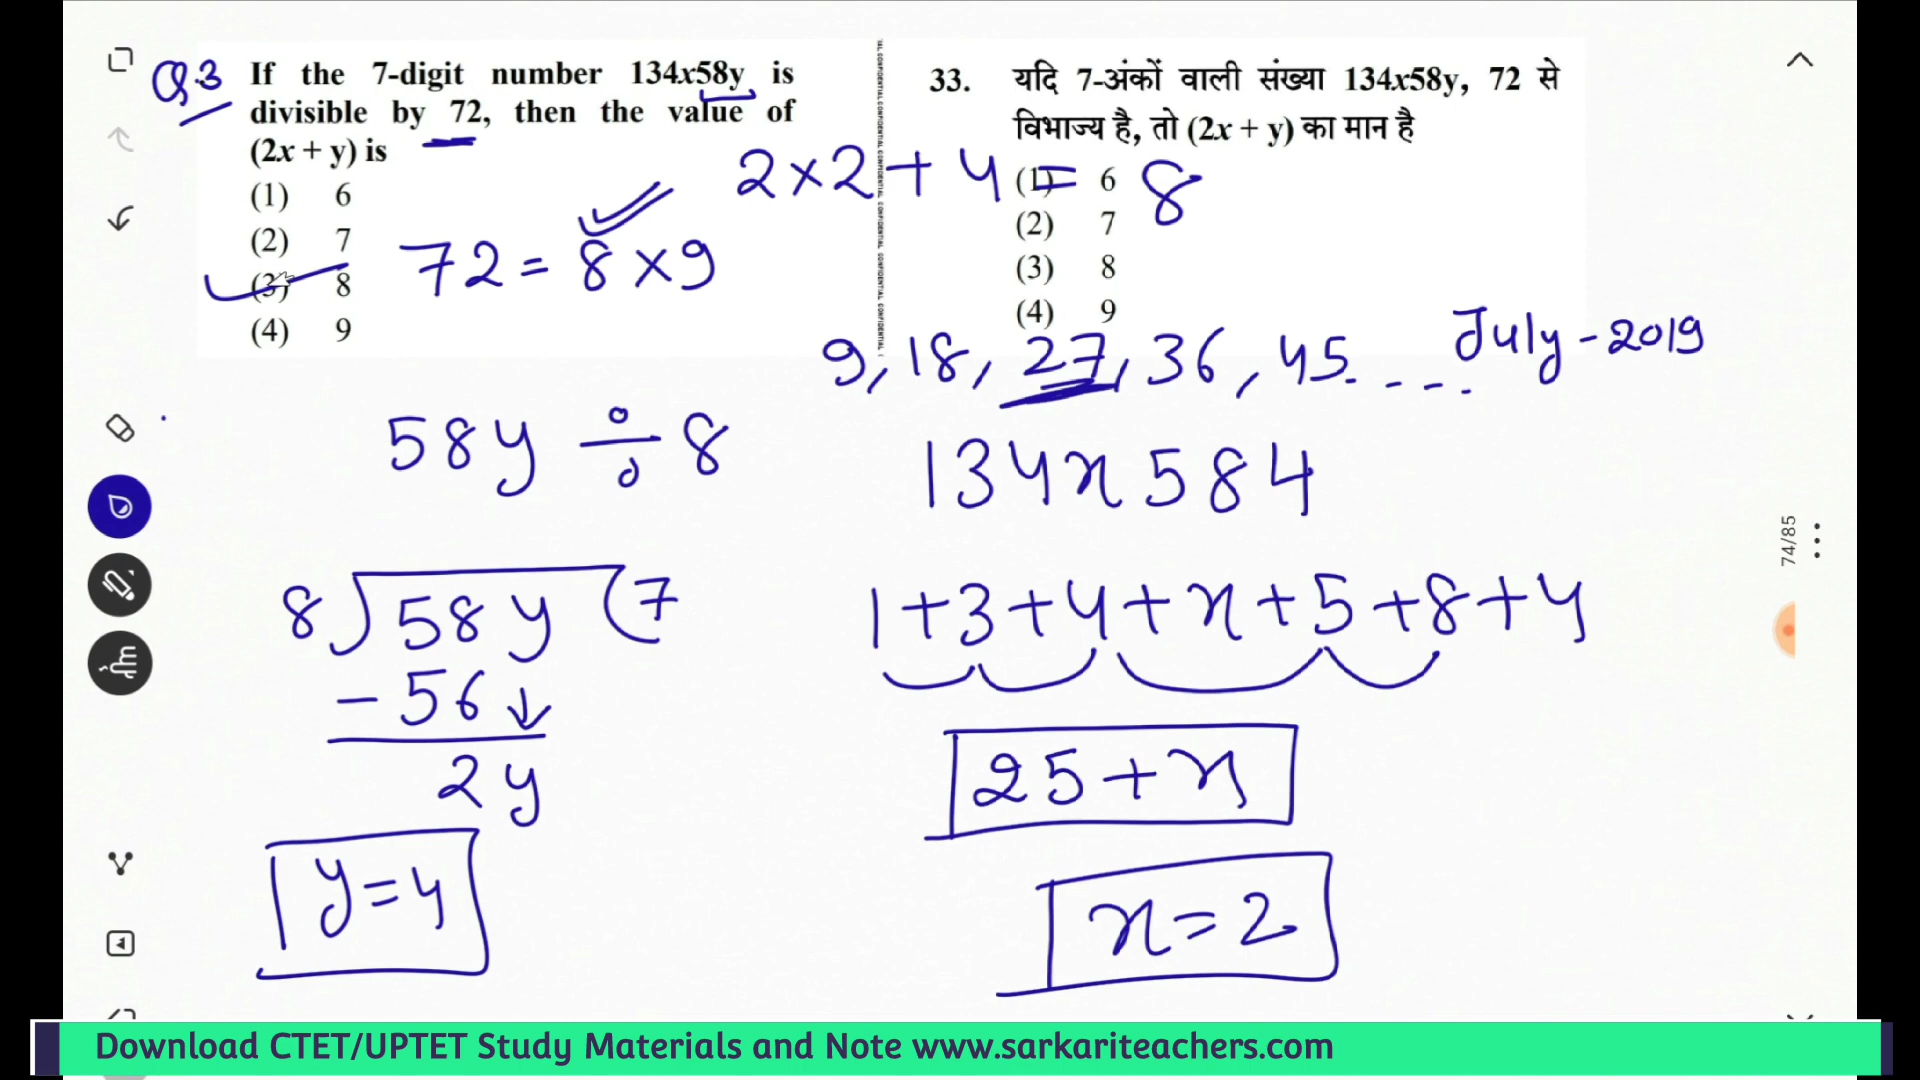 Q.3 If the 7-digit number 134x58y is
divisible by 72, then the value of
(2x + y) is
(1) 6
(2) 7
(3) 8
(4) 9
33. यदि 7-अंकों वाली संख्या 134x58y, 72 से
विभाज्य है, तो (2x + y) का मान है
(1) 6
(2) 7
(3) 8
(4) 9
2×2+4 = 8
72 = 8×9
9, 18, 27, 36, 45. - - - .
July - 2019
58y ÷ 8
134x584
8)58y(7
-56↓
2y
y=4
1+3+4+x+5+8+4
25+x
x=2
74/85
Download CTET/UPTET Study Materials and Note www.sarkariteachers.com